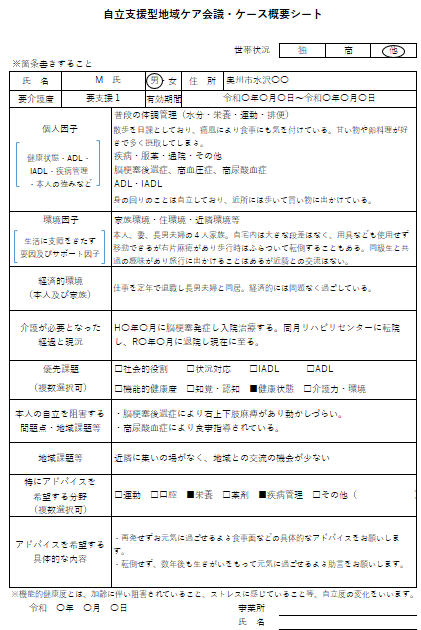 自立支援型地域ケア会議・ケース概要シート
世帯状況 独 高 他
※箇条書きすること
氏 名 M 氏 男・女 住 所 奥州市水沢〇〇
要介護度 要支援1 有効期間 令和〇年〇月〇日～令和〇年〇月〇日
個人因子
健康状態・ADL・
IADL・疾病管理
・本人の強みなど
普段の体調管理（水分・栄養・運動・排便）
散歩を日課としており、痛風により食事にも気を付けている。甘い物や卵料理が好
きで多く摂取してしまう。
疾病・服薬・通院・その他
脳梗塞後遺症、高血圧症、高尿酸血症
ADL・IADL
身の回りのことは自立しており、近所には歩いて買い物に出かけている。
環境因子
生活に支障をきたす
要因及びサポート因子
家族環境・住環境・近隣環境等
本人、妻、長男夫婦の4人家族。自宅内は大きな段差はなく、用具なども使用せず
移動できるが右片麻痺があり歩行時はふらついて転倒することもある。同級生と共
通の趣味があり旅行に出かけることはあるが近隣との交流はない。
経済的環境
（本人及び家族）
仕事を定年で退職し長男夫婦と同居。経済的には問題なく過ごしている。
介護が必要となった
経過と現況
H〇年〇月に脳梗塞発症し入院治療する。同月リハビリセンターに転院
し、R〇年〇月に退院し現在に至る。
優先課題
（複数選択可）
□社会的役割 □状況対応 □IADL □ADL
□機能的健康度 □知覚・認知 ■健康状態 □介護力・環境
本人の自立を阻害する
問題点・地域課題等
・脳梗塞後遺症により右上下肢麻痺があり動かしづらい。
・高尿酸血症により食事指導されている。
地域課題等
近隣に集いの場がなく、地域との交流の機会が少ない
特にアドバイスを
希望する分野
（複数選択可）
□運動 □口腔 ■栄養 □薬剤 ■疾病管理 □その他（ ）
アドバイスを希望する
具体的な内容
・再発せずお元気に過ごせるよう食事面などの具体的なアドバイスをお願いしま
す。
・転倒せず、数年後も生きがいをもって元気に過ごせるよう助言をお願いします。
※機能的健康度とは、加齢に伴い阻害されていること、ストレスに感じていること等、自立度の変化をいいます。
令和 〇年 〇月 〇日 事業所
氏 名